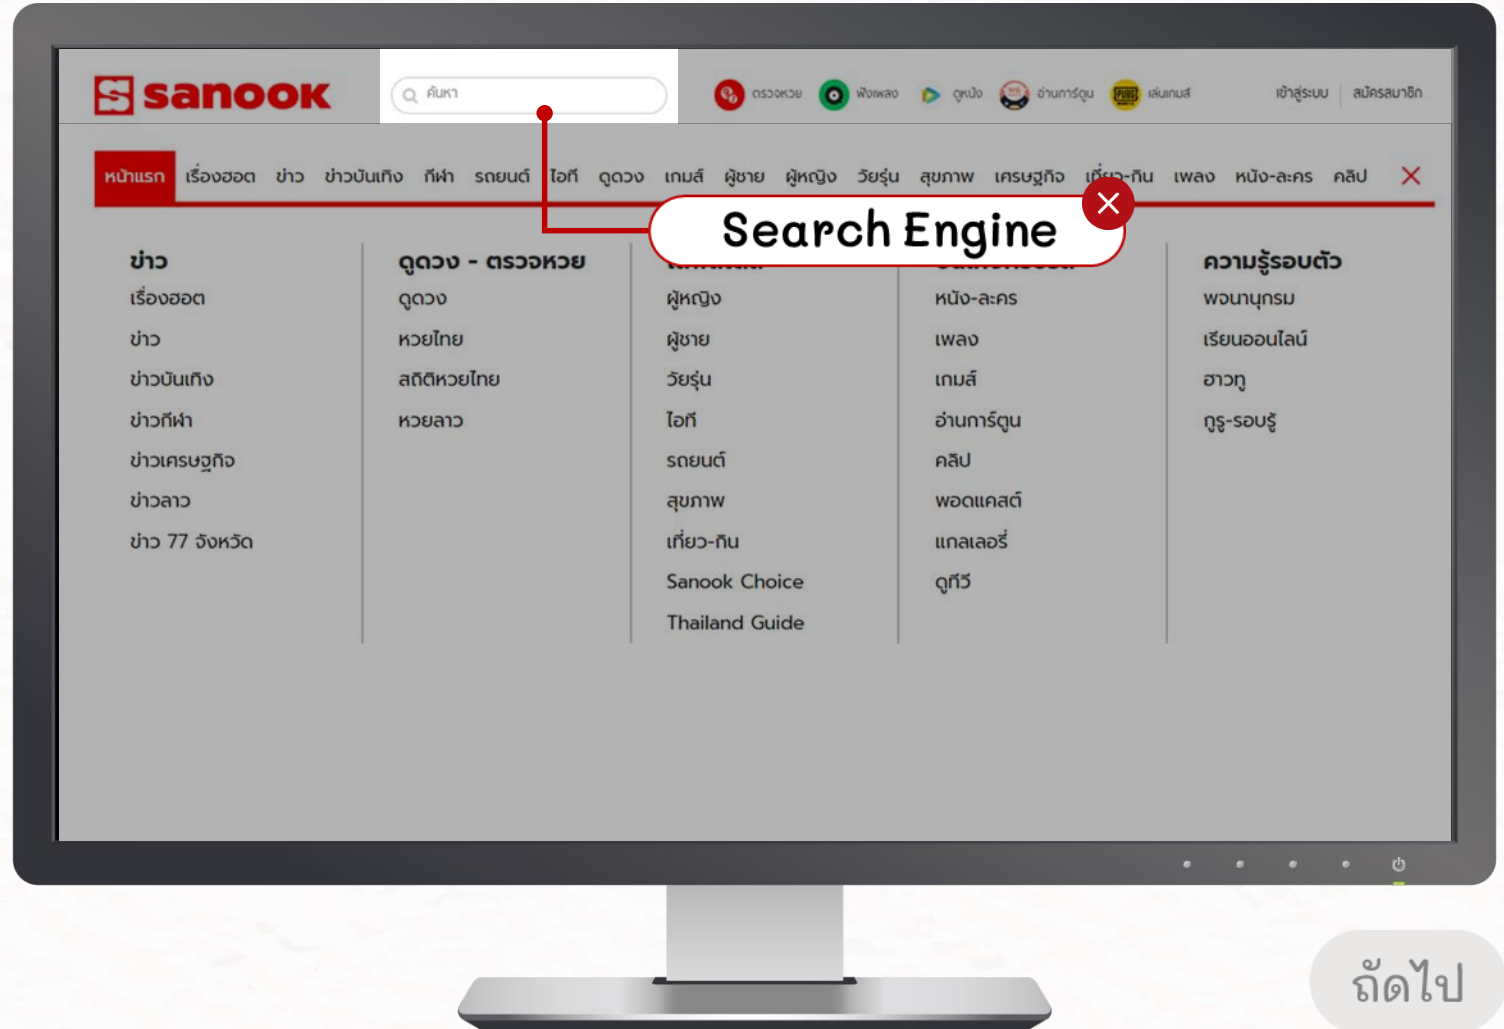 sanook
ค้นหา
ตรวจหวย
ฟังเพลง
ดูหนัง
อ่านการ์ตูน
เล่นเกมส์
เข้าสู่ระบบ
สมัครสมาชิก
หน้าแรก เรื่องฮอต ข่าว ข่าวบันเทิง กีฬา รถยนต์ ไอที ดูดวง เกมส์ ผู้ชาย ผู้หญิง วัยรุ่น สุขภาพ เศรษฐกิจ เที่ยว-กิน เพลง หนัง-ละคร คลิป
Search Engine
ข่าว
เรื่องฮอต
ข่าว
ข่าวบันเทิง
ข่าวกีฬา
ข่าวเศรษฐกิจ
ข่าวลาว
ข่าว 77 จังหวัด
ดูดวง - ตรวจหวย
ดูดวง
หวยไทย
สถิติหวยไทย
หวยลาว
ผู้หญิง
ผู้ชาย
วัยรุ่น
ไอที
รถยนต์
สุขภาพ
เที่ยว-กิน
Sanook Choice
Thailand Guide
หนัง-ละคร
เพลง
เกมส์
อ่านการ์ตูน
คลิป
พอดแคสต์
แกลเลอรี่
ดูทีวี
ความรู้รอบตัว
พจนานุกรม
เรียนออนไลน์
ฮาวทู
กูรู-รอบรู้
ถัดไป